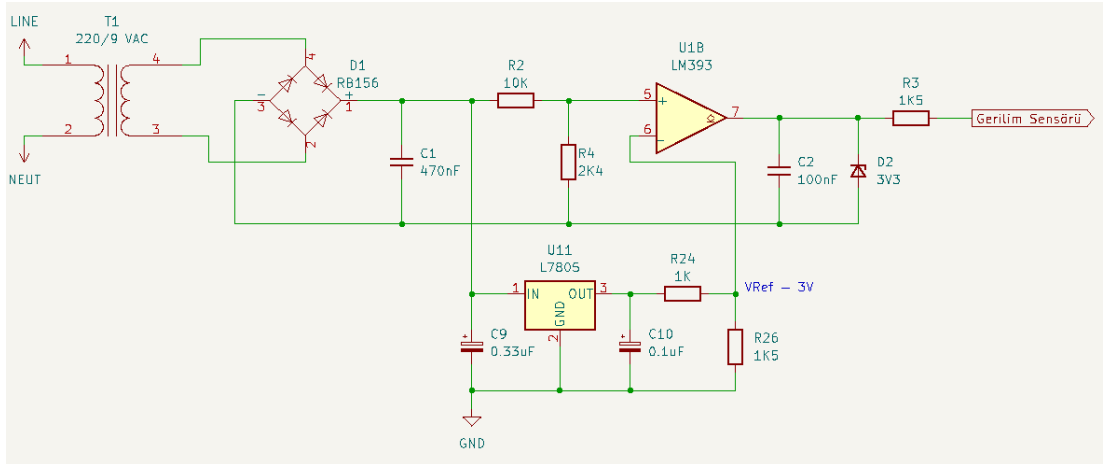 LINE
T1
220/9 VAC
1
4
2
3
NEUT
4
D1
RB156
-
3
+
1
2
R2
10K
C1
470nF
R4
2K4
U1B
LM393
5
+
6
-
7
C2
100nF
D2
3V3
R3
1K5
Gerilim Sensörü
U11
L7805
1
IN
OUT
3
GND
2
R24
1K
VRef - 3V
C9
0.33uF
C10
0.1uF
R26
1K5
GND